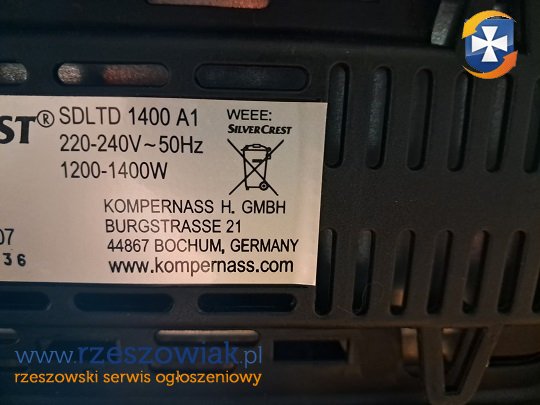 ST® SDLTD 1400 A1
220-240V~50Hz
1200-1400W
WEEE:
SILVERCREST
KOMPERNASS H. GMBH
BURGSTRASSE 21
44867 BOCHUM, GERMANY
www.kompernass.com
07
36
www.rzeszowiak.pl
rzeszowski serwis ogłoszeniowy